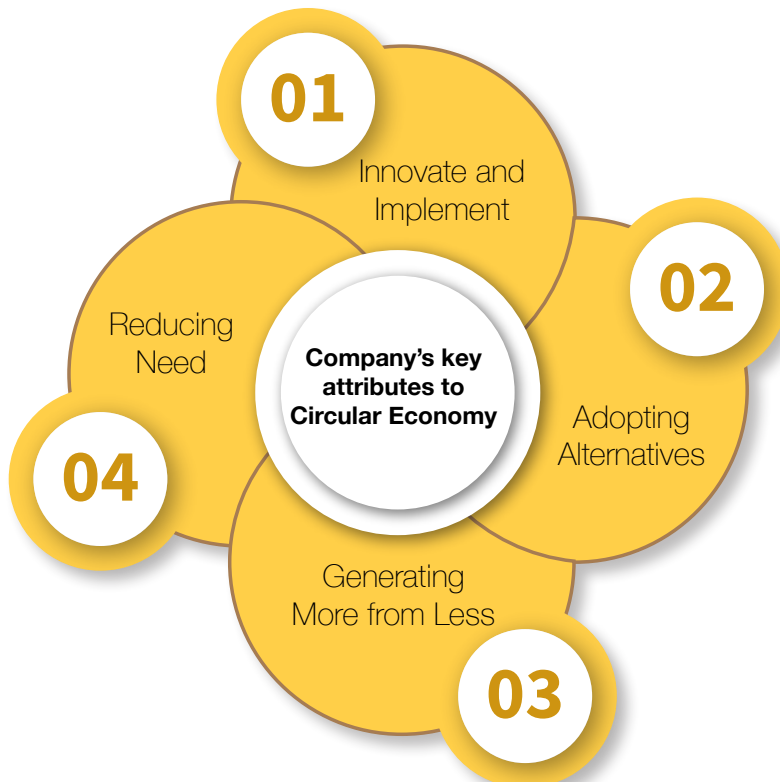 01
Innovate and
Implement
02
Adopting
Alternatives
03
Generating
More from Less
04
Reducing
Need
Company’s key
attributes to
Circular Economy